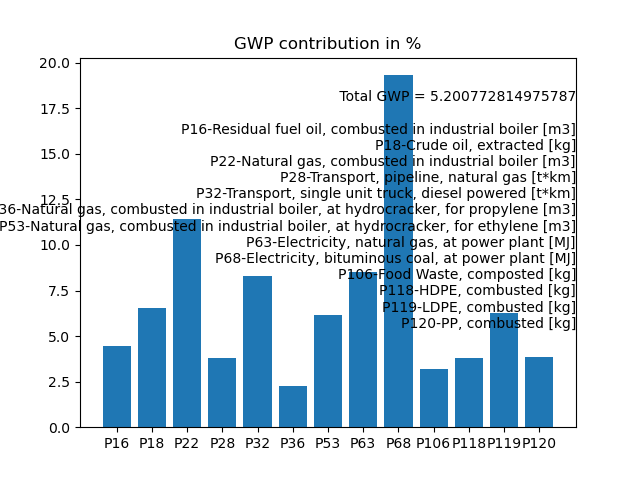 GWP contribution in %
20.0
17.5
15.0
12.5
10.0
7.5
5.0
2.5
0.0
Total GWP = 5.200772814975787
P16-Residual fuel oil, combusted in industrial boiler [m3]
P18-Crude oil, extracted [kg]
P22-Natural gas, combusted in industrial boiler [m3]
P28-Transport, pipeline, natural gas [t*km]
P32-Transport, single unit truck, diesel powered [t*km]
36-Natural gas, combusted in industrial boiler, at hydrocracker, for propylene [m3]
P53-Natural gas, combusted in industrial boiler, at hydrocracker, for ethylene [m3]
P63-Electricity, natural gas, at power plant [MJ]
P68-Electricity, bituminous coal, at power plant [MJ]
P106-Food Waste, composted [kg]
P118-HDPE, combusted [kg]
P119-LDPE, combusted [kg]
P120-PP, combusted [kg]
P16 P18 P22 P28 P32 P36 P53 P63 P68 P106 P118 P119 P120